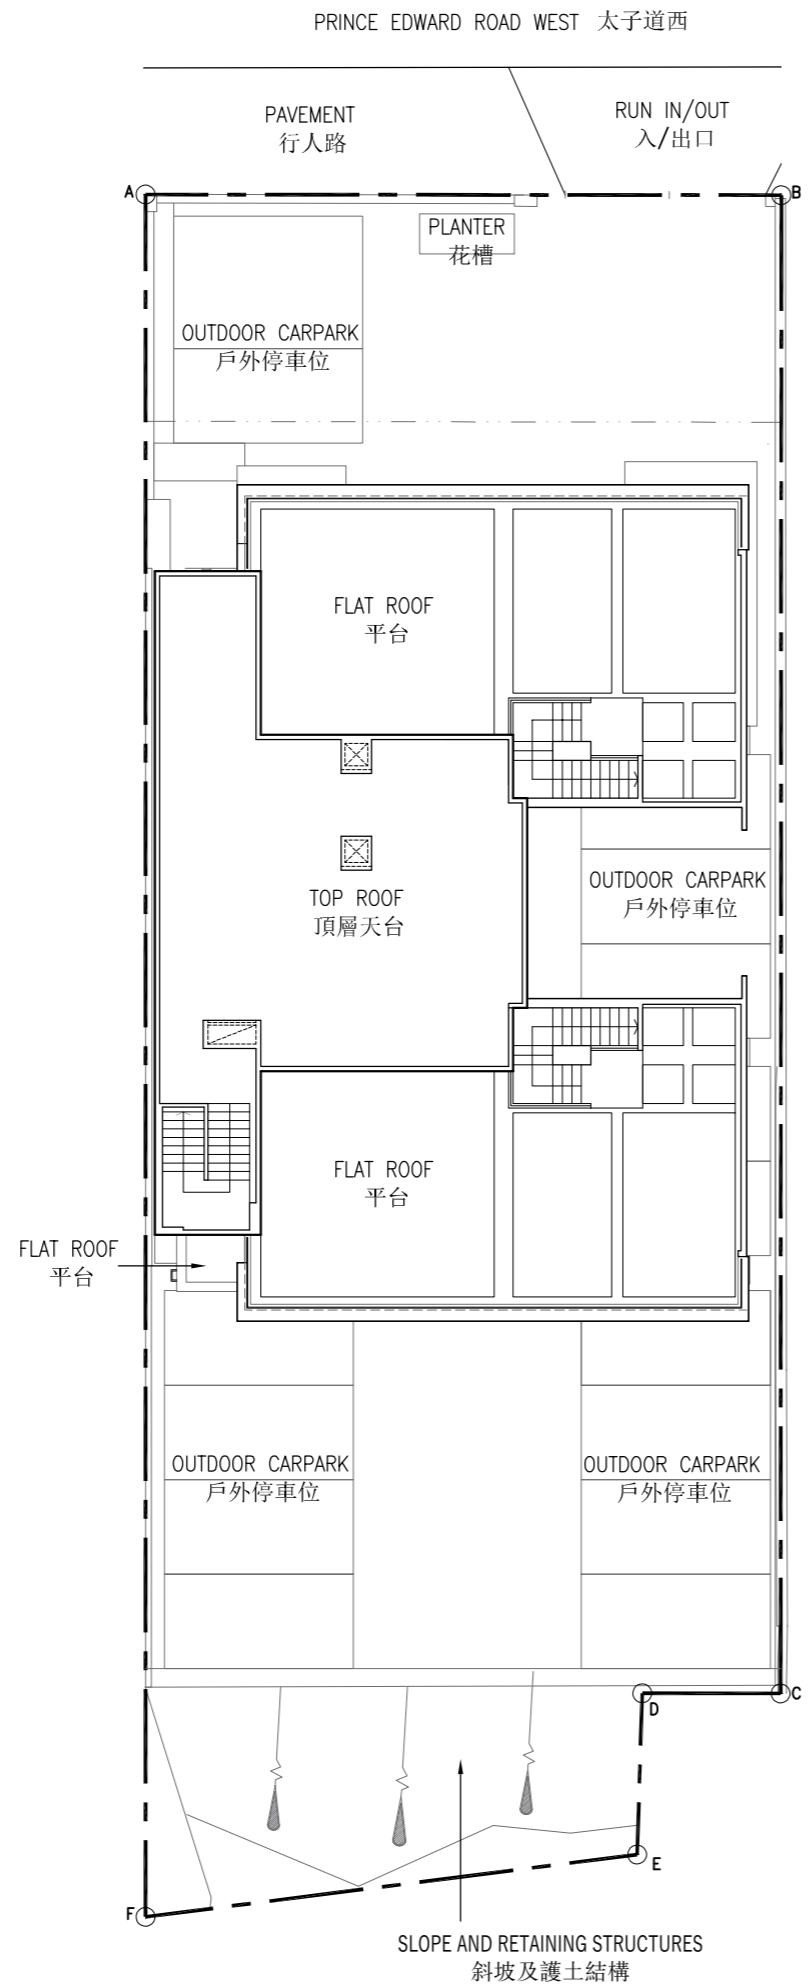 PRINCE EDWARD ROAD WEST 太子道西
PAVEMENT
行人路
RUN IN/OUT
入/出口
A
B
PLANTER
花槽
OUTDOOR CARPARK
戶外停車位
FLAT ROOF
平台
OUTDOOR CARPARK
戶外停車位
TOP ROOF
頂層天台
FLAT ROOF
平台
FLAT ROOF
平台
OUTDOOR CARPARK
戶外停車位
OUTDOOR CARPARK
戶外停車位
C
D
E
F
SLOPE AND RETAINING STRUCTURES
斜坡及護土結構